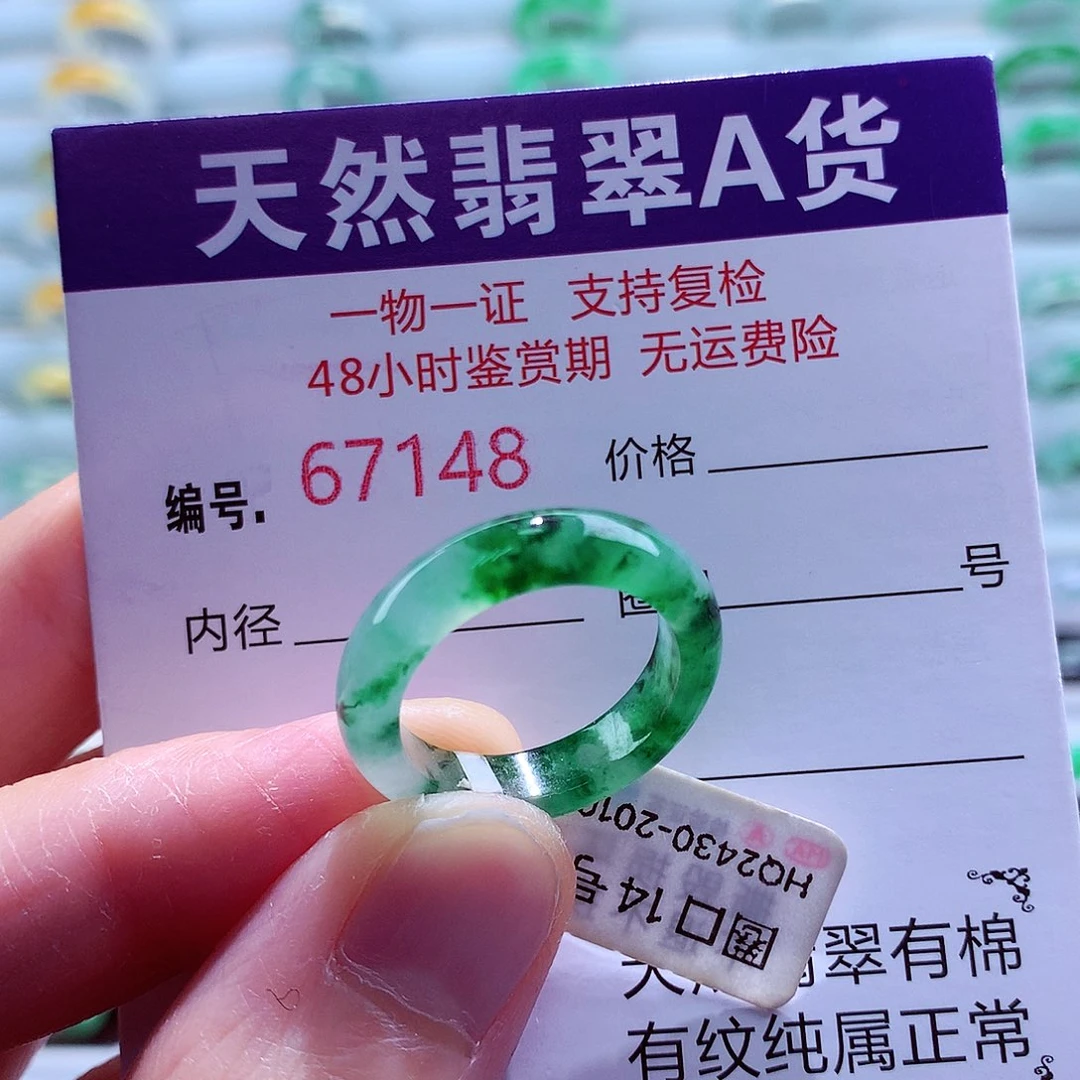 天然翡翠A货
一物一证 支持复检
48小时鉴赏期 无运费险
编号. 67148 价格
内径 圈 号
HQ2430-2010
圈口14号
翡翠有棉
有纹纯属正常